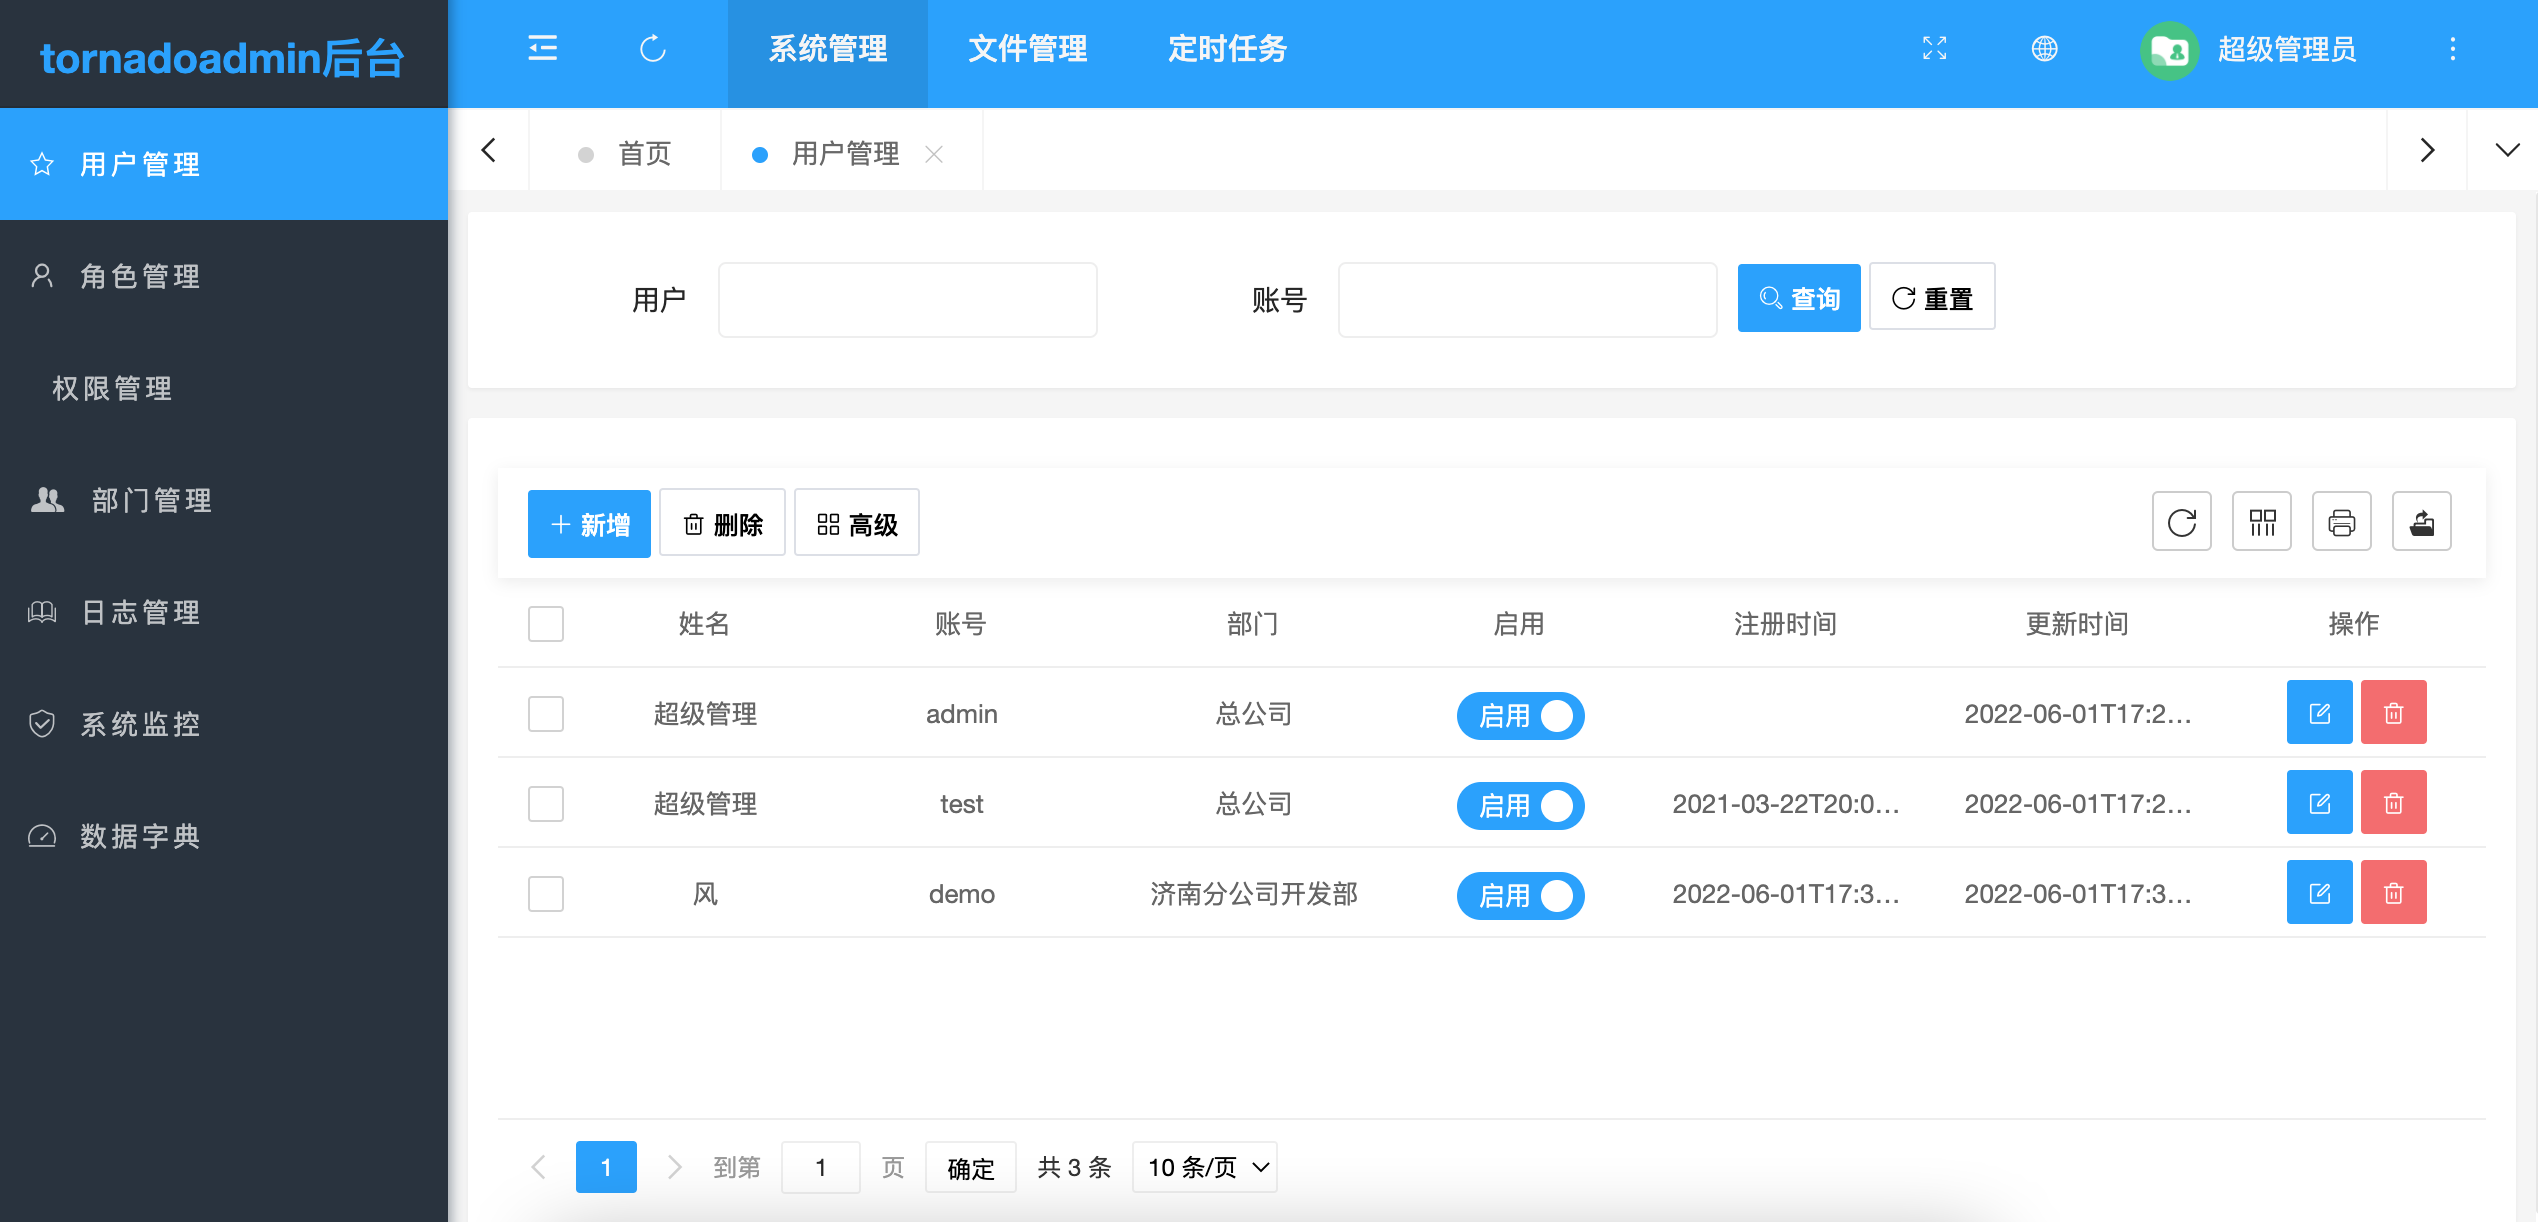 tornadoadmin后台
系统管理 文件管理 定时任务 超级管理员
用户管理
角色管理
权限管理
部门管理
日志管理
系统监控
数据字典
首页 用户管理
用户 账号 查询 重置
新增 删除 高级
姓名 账号 部门 启用 注册时间 更新时间 操作
超级管理 admin 总公司 启用 2022-06-01T17:2...
超级管理 test 总公司 启用 2021-03-22T20:0... 2022-06-01T17:2...
风 demo 济南分公司开发部 启用 2022-06-01T17:3... 2022-06-01T17:3...
1 到第 1 页 确定 共 3 条 10 条/页